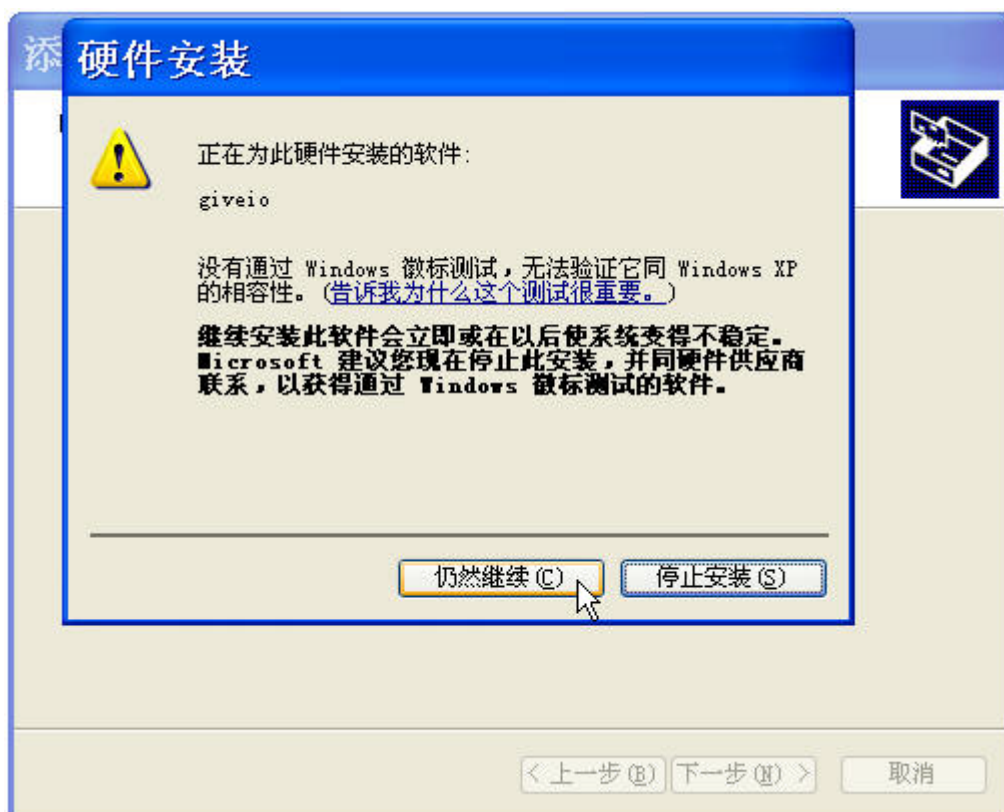 添
硬件安装
正在为此硬件安装的软件:
giveio
没有通过 Windows 徽标测试，无法验证它同 Windows XP
的相容性。(告诉我为什么这个测试很重要。)
继续安装此软件会立即或在以后使系统变得不稳定。
Microsoft 建议您现在停止此安装，并同硬件供应商
联系，以获得通过 Windows 徽标测试的软件。
仍然继续(C)
停止安装(S)
< 上一步(B)
下一步(N) >
取消